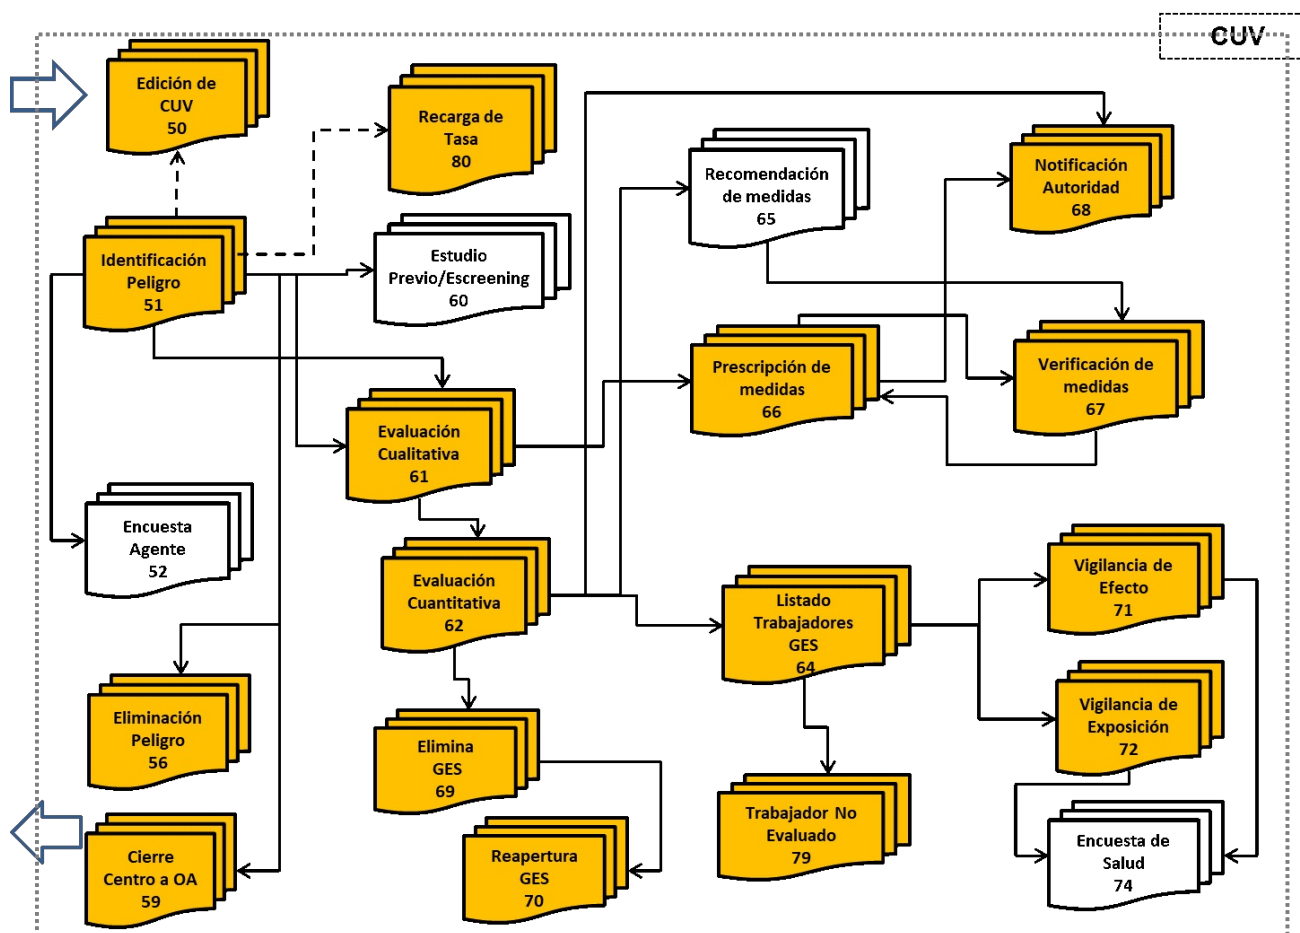 CUV
Edición de
CUV
50
Recarga de
Tasa
80
Recomendación
de medidas
65
Notificación
Autoridad
68
Identificación
Peligro
51
Estudio
Previo/Escreening
60
Prescripción de
medidas
66
Verificación de
medidas
67
Evaluación
Cualitativa
61
Encuesta
Agente
52
Evaluación
Cuantitativa
62
Listado
Trabajadores
GES
64
Vigilancia de
Efecto
71
Eliminación
Peligro
56
Elimina
GES
69
Vigilancia de
Exposición
72
Trabajador No
Evaluado
79
Cierre
Centro a OA
59
Reapertura
GES
70
Encuesta de
Salud
74